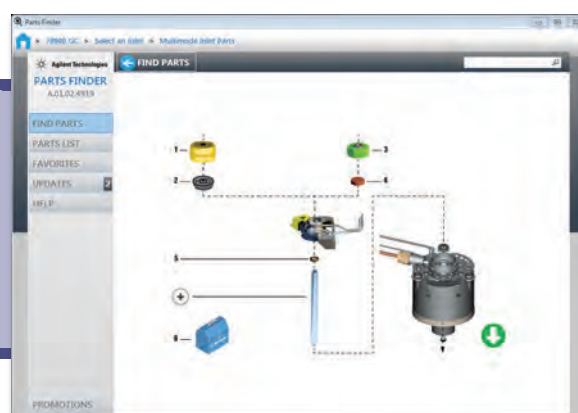 Parts Finder
7890B GC Select an Inlet Multimode Inlet Parts
Agilent Technologies
FIND PARTS
PARTS FINDER
A.01.02.4919
FIND PARTS
PARTS LIST
FAVORITES
UPDATES 2
HELP
1
3
2
4
5
+
6
PROMOTIONS